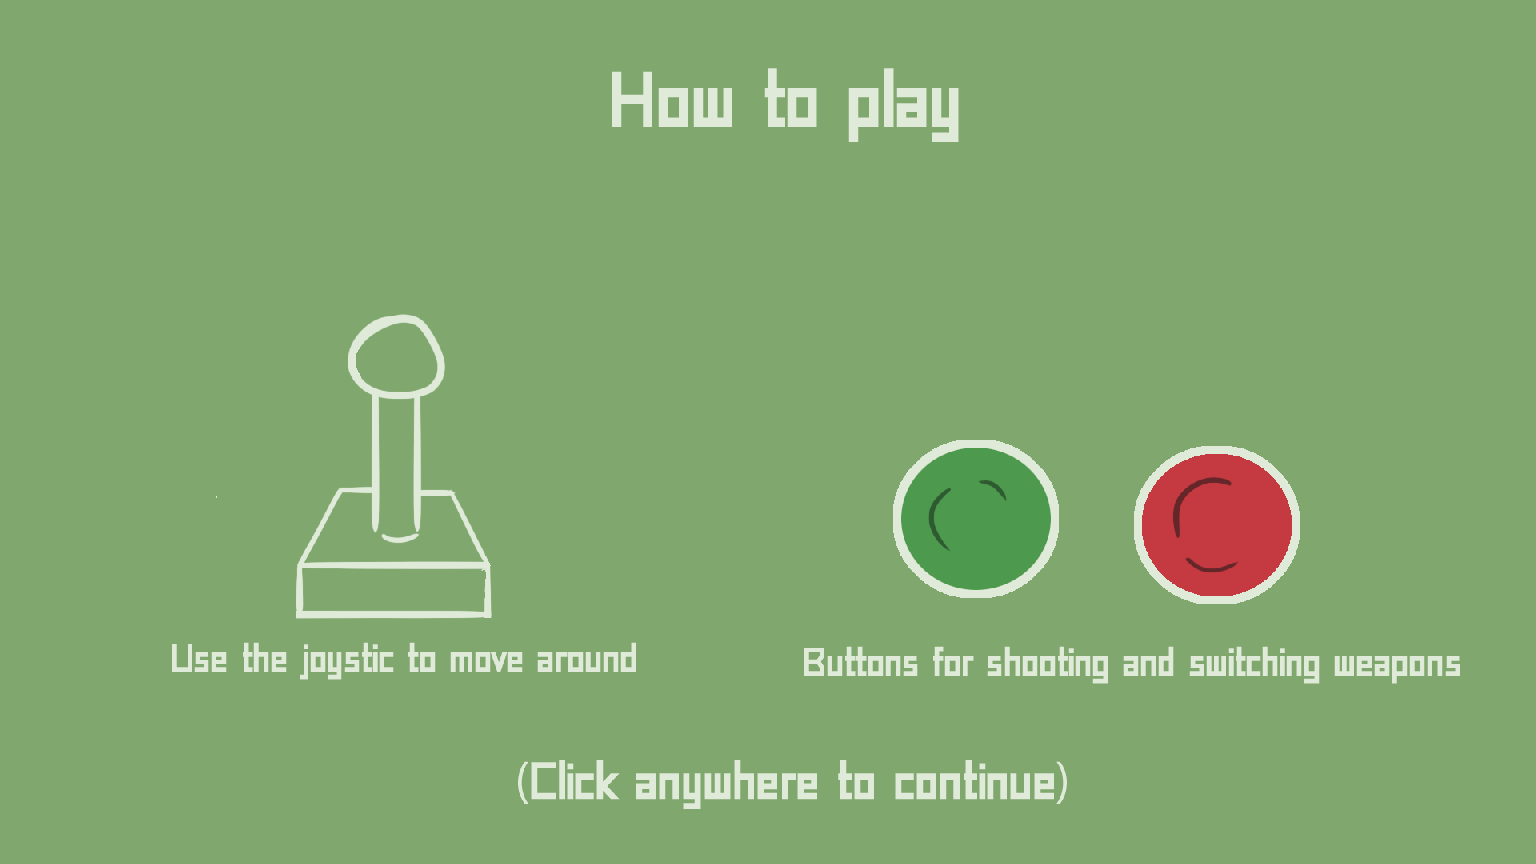 How to play
Use the joystic to move around
Buttons for shooting and switching weapons
(Click anywhere to continue)